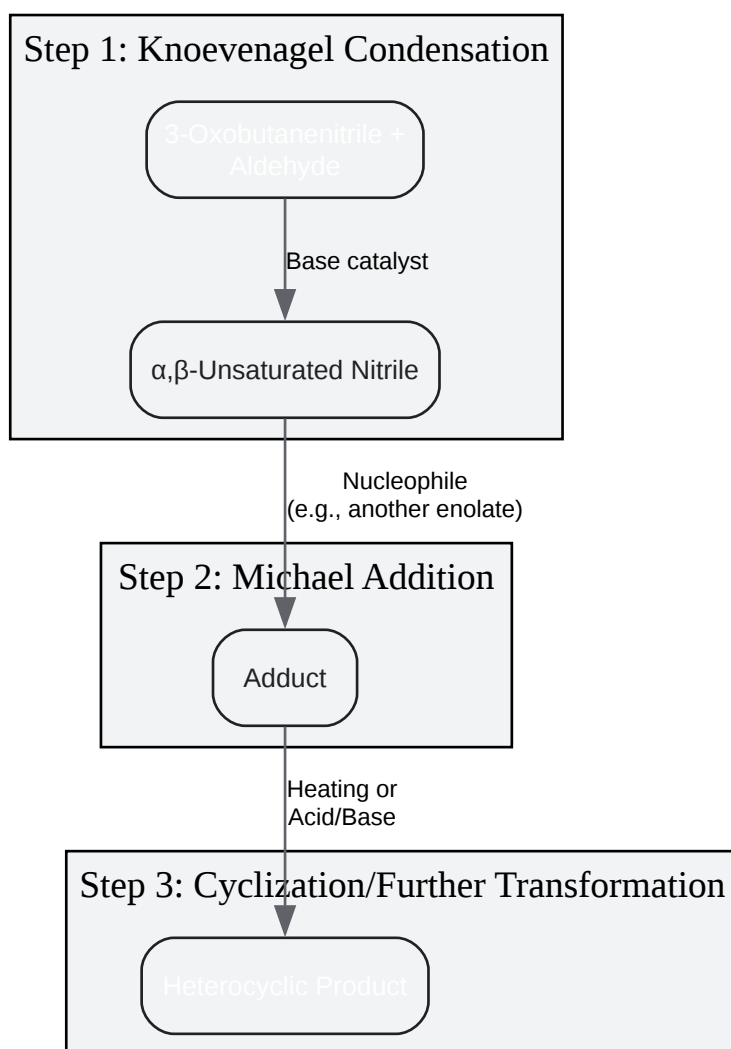 Step 1: Knoevenagel Condensation
3-Oxobutanenitrile +
Aldehyde
Base catalyst
α,β-Unsaturated Nitrile
Nucleophile
(e.g., another enolate)
Step 2: Michael Addition
Adduct
Heating or
Acid/Base
Step 3: Cyclization/Further Transformation
Heterocyclic Product